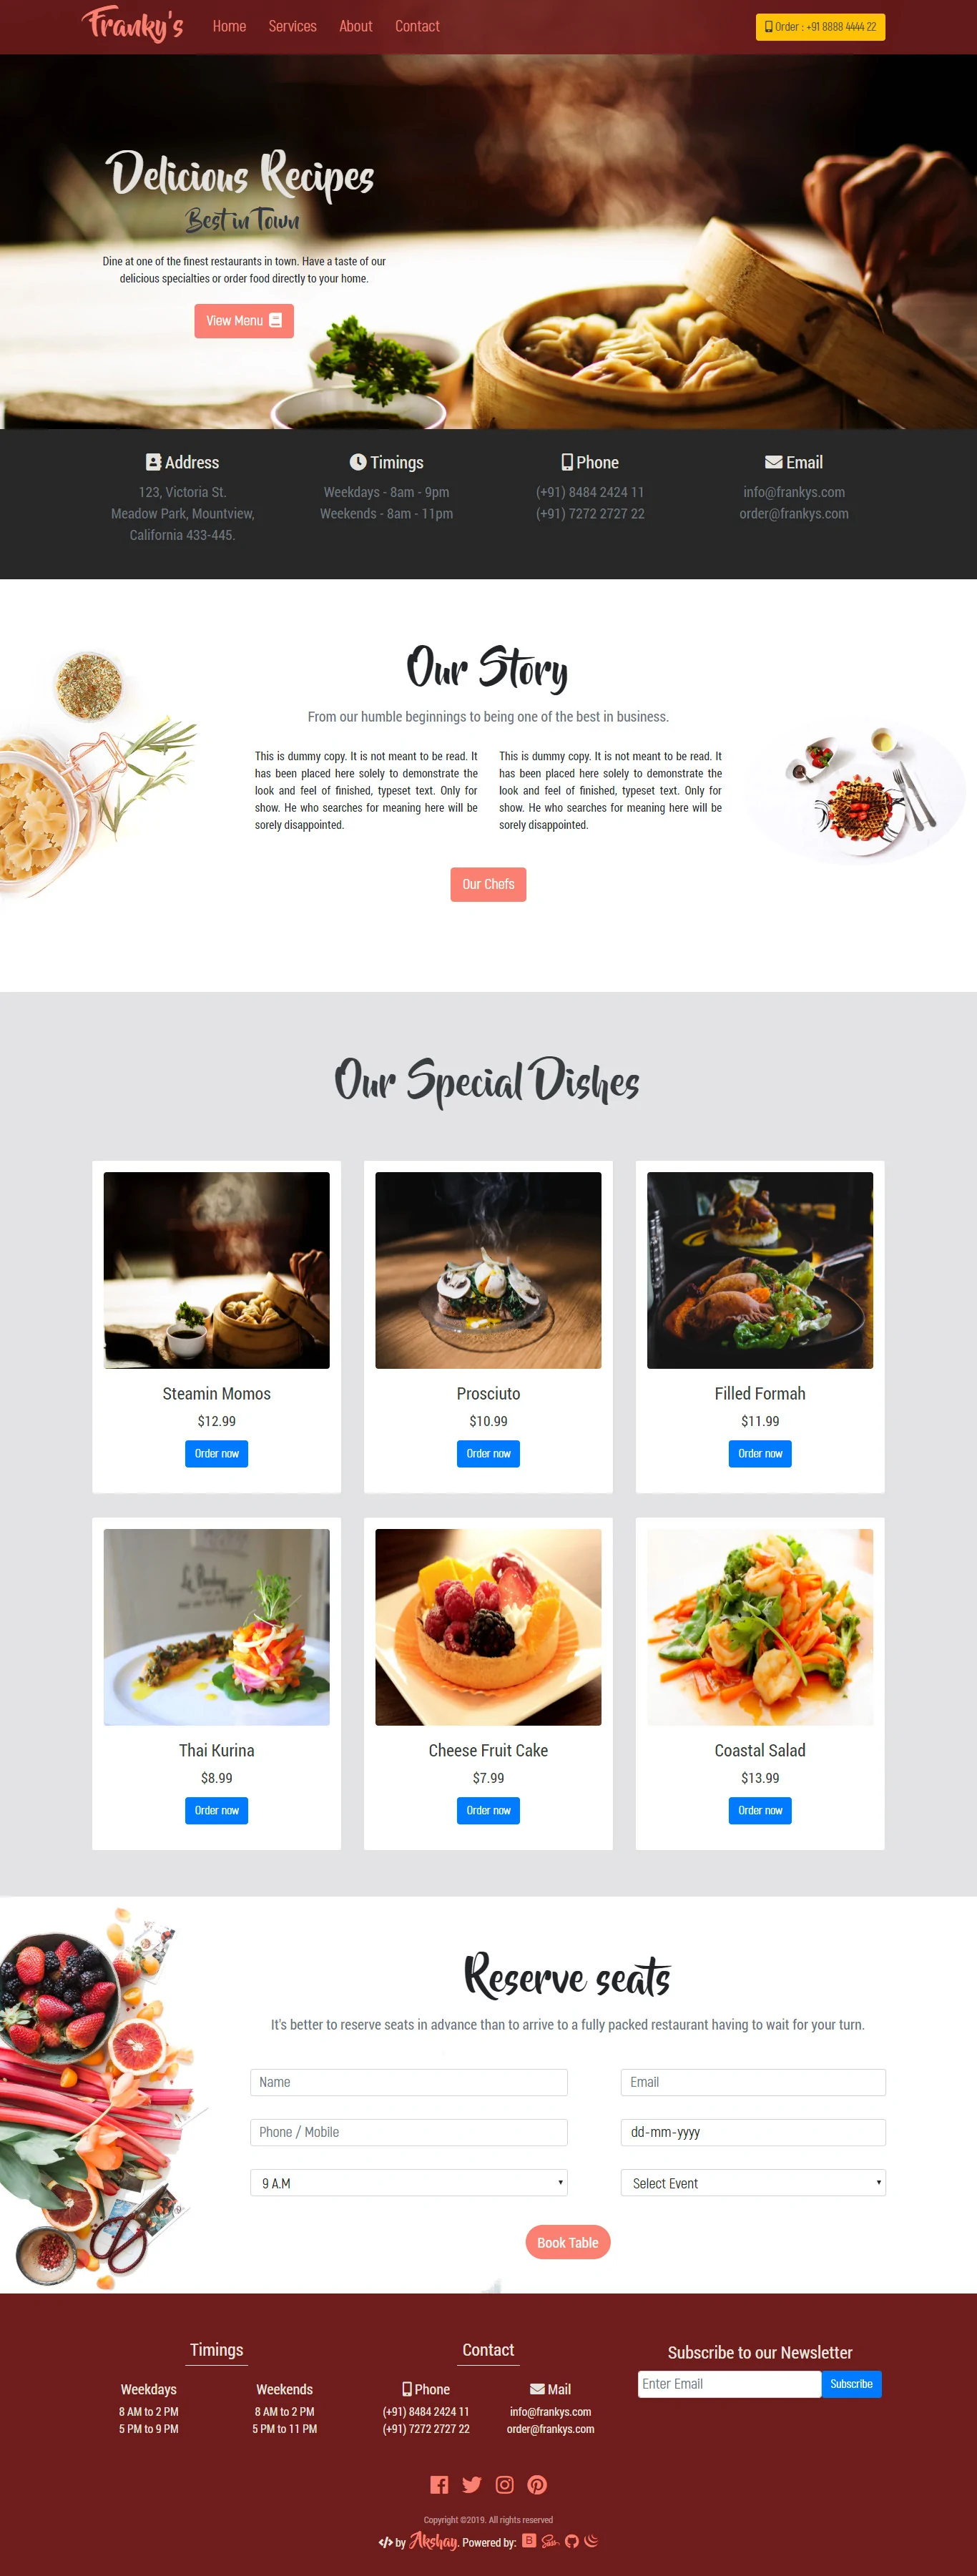 Franky's
Home Services About Contact
Order : +91 8888 4444 22
Delicious Recipes
Best in Town
Dine at one of the finest restaurants in town. Have a taste of our
delicious specialties or order food directly to your home.
View Menu
Address
123, Victoria St.
Meadow Park, Mountview,
California 433-445.
Timings
Weekdays - 8am - 9pm
Weekends - 8am - 11pm
Phone
(+91) 8484 2424 11
(+91) 7272 2727 22
Email
info@frankys.com
order@frankys.com
Our Story
From our humble beginnings to being one of the best in business.
This is dummy copy. It is not meant to be read. It
has been placed here solely to demonstrate the
look and feel of finished, typeset text. Only for
show. He who searches for meaning here will be
sorely disappointed.
This is dummy copy. It is not meant to be read. It
has been placed here solely to demonstrate the
look and feel of finished, typeset text. Only for
show. He who searches for meaning here will be
sorely disappointed.
Our Chefs
Our Special Dishes
Steamin Momos
$12.99
Order now
Prosciuto
$10.99
Order now
Filled Formah
$11.99
Order now
Thai Kurina
$8.99
Order now
Cheese Fruit Cake
$7.99
Order now
Coastal Salad
$13.99
Order now
Reserve seats
It's better to reserve seats in advance than to arrive to a fully packed restaurant having to wait for your turn.
Name
Email
Phone / Mobile
dd-mm-yyyy
9 A.M
Select Event
Book Table
Timings
Weekdays
8 AM to 2 PM
5 PM to 9 PM
Weekends
8 AM to 2 PM
5 PM to 11 PM
Contact
Phone
(+91) 8484 2424 11
(+91) 7272 2727 22
Mail
info@frankys.com
order@frankys.com
Subscribe to our Newsletter
Enter Email
Subscribe
Copyright ©2019. All rights reserved
</> by Akshay. Powered by: B Sass